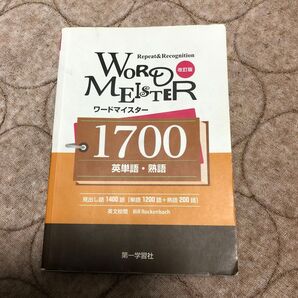 Repeat&Recognition
WORD
改訂版
MEISTER
ワードマイスター
1700
英単語・熟語
見出し語 1400 語 [単語 1200 語+熟語 200 語]
英文校閲 Bill Rockenbach
第一学習社